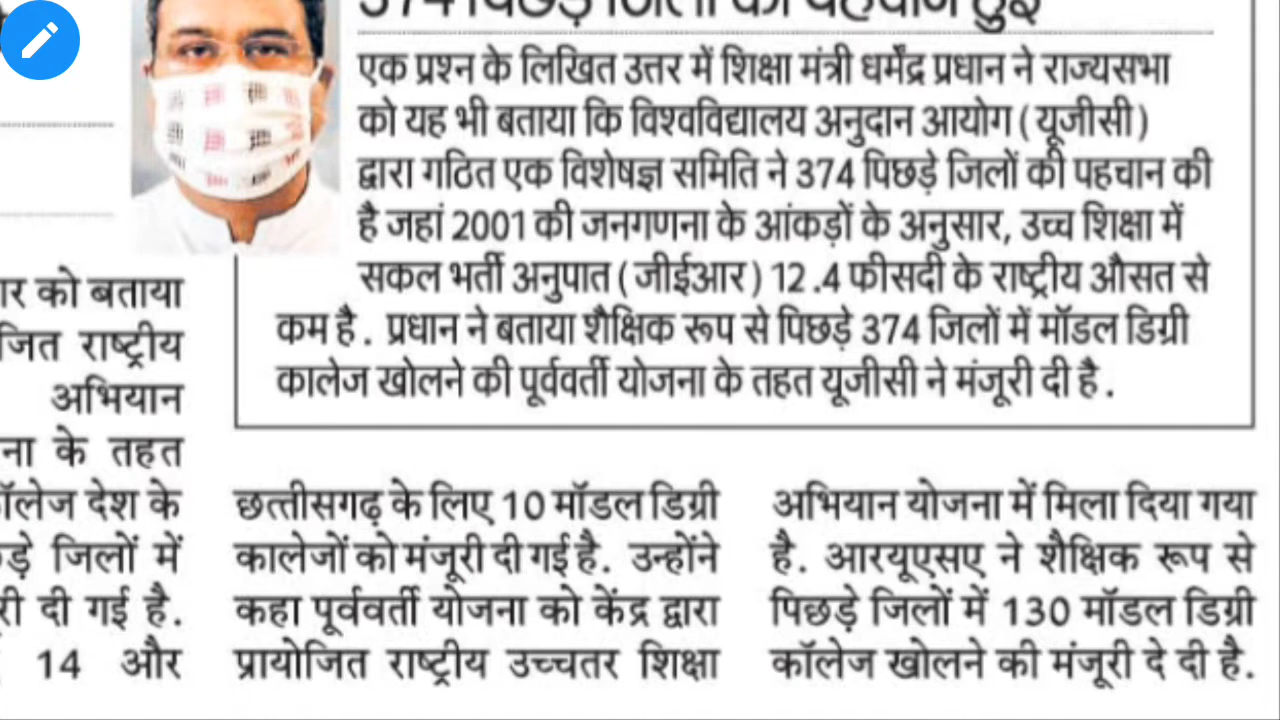 374 पिछड़े जिलों की पहचान हुई
एक प्रश्न के लिखित उत्तर में शिक्षा मंत्री धर्मेंद्र प्रधान ने राज्यसभा
को यह भी बताया कि विश्वविद्यालय अनुदान आयोग (यूजीसी)
द्वारा गठित एक विशेषज्ञ समिति ने 374 पिछड़े जिलों की पहचान की
है जहां 2001 की जनगणना के आंकड़ों के अनुसार, उच्च शिक्षा में
सकल भर्ती अनुपात (जीईआर) 12.4 फीसदी के राष्ट्रीय औसत से
कम है. प्रधान ने बताया शैक्षिक रूप से पिछड़े 374 जिलों में मॉडल डिग्री
कालेज खोलने की पूर्ववर्ती योजना के तहत यूजीसी ने मंजूरी दी है.
को बताया
राष्ट्रीय
अभियान
के तहत
देश के
जिलों में
दी गई है.
14 और
छत्तीसगढ़ के लिए 10 मॉडल डिग्री
कालेजों को मंजूरी दी गई है. उन्होंने
कहा पूर्ववर्ती योजना को केंद्र द्वारा
प्रायोजित राष्ट्रीय उच्चतर शिक्षा
अभियान योजना में मिला दिया गया
है. आरयूएसए ने शैक्षिक रूप से
पिछड़े जिलों में 130 मॉडल डिग्री
कॉलेज खोलने की मंजूरी दे दी है.